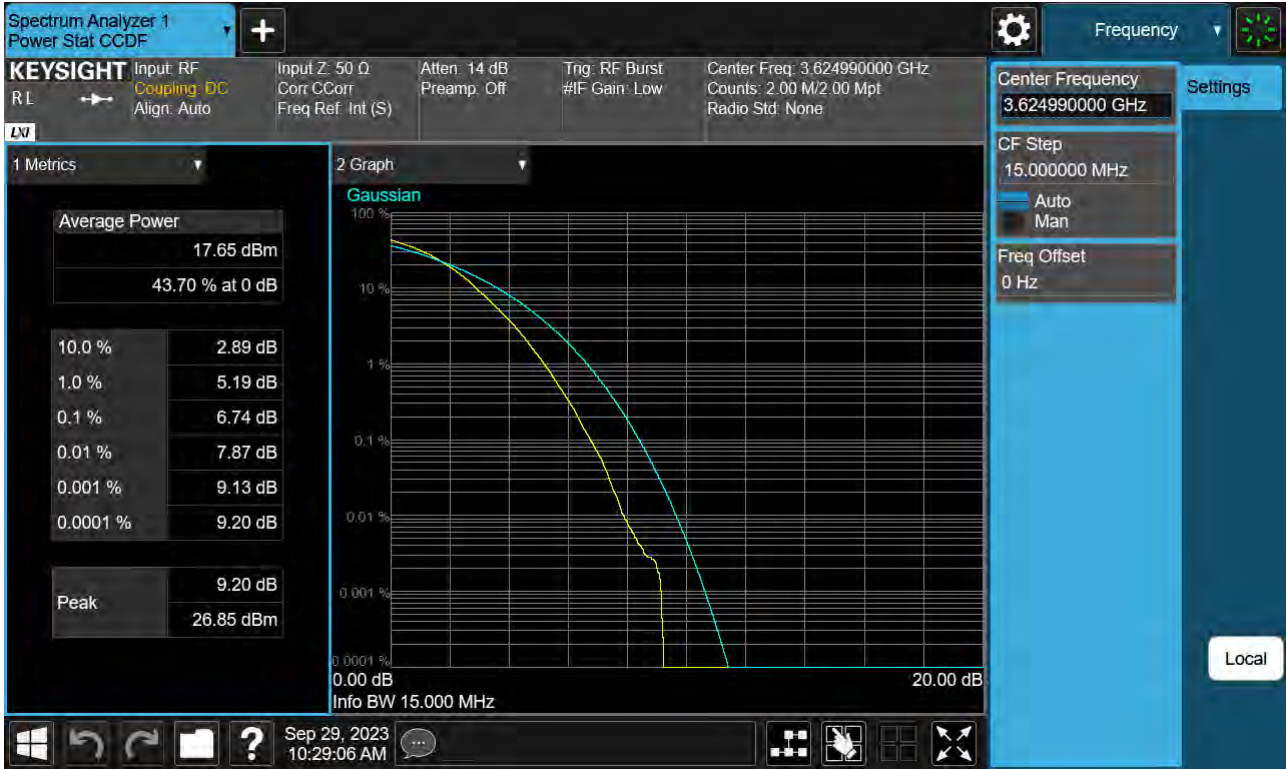 Spectrum Analyzer 1
Power Stat CCDF
+
Frequency
KEYSIGHT
R L
LXI
Input: RF
Coupling: DC
Align: Auto
Input Z: 50 Ω
Corr CCorr
Freq Ref: Int (S)
Atten: 14 dB
Preamp: Off
Trig: RF Burst
#IF Gain: Low
Center Freq: 3.624990000 GHz
Counts: 2.00 M/2.00 Mpt
Radio Std: None
Center Frequency
3.624990000 GHz
Settings
CF Step
15.000000 MHz
Auto
Man
Freq Offset
0 Hz
Local
1 Metrics
Average Power
17.65 dBm
43.70 % at 0 dB
10.0 % 2.89 dB
1.0 % 5.19 dB
0.1 % 6.74 dB
0.01 % 7.87 dB
0.001 % 9.13 dB
0.0001 % 9.20 dB
Peak
9.20 dB
26.85 dBm
2 Graph
Gaussian
100 %
10 %
1 %
0.1 %
0.01 %
0.001 %
0.0001 %
0.00 dB 20.00 dB
Info BW 15.000 MHz
?
Sep 29, 2023
10:29:06 AM